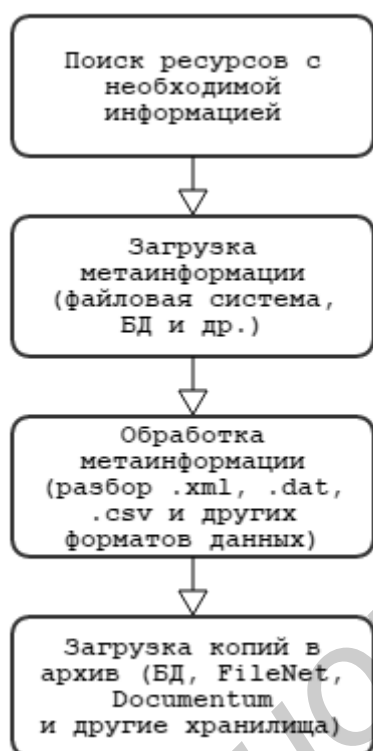 Поиск ресурсов с
необходимой
информацией
Загрузка
метаинформации
(файловая система,
БД и др.)
Обработка
метаинформации
(разбор .xml, .dat,
.csv и других
форматов данных)
Загрузка копий в
архив (БД, FileNet,
Documentum
и другие хранилища)